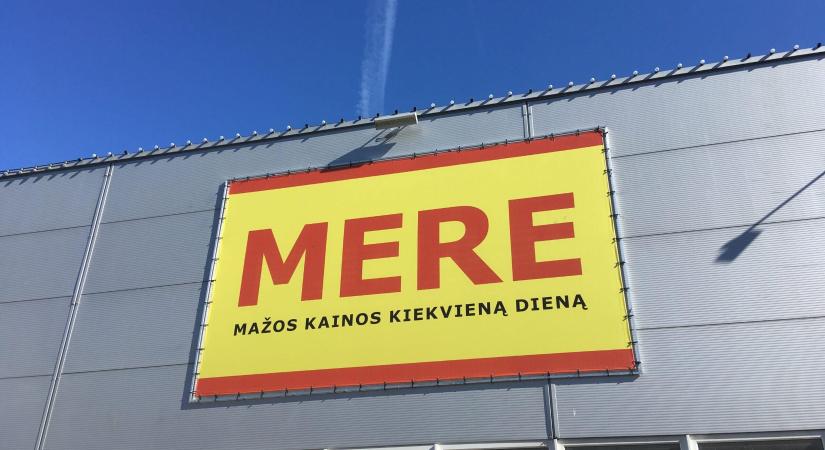 MERE
MAŽOS KAINOS KIEKVIENĄ DIENĄ